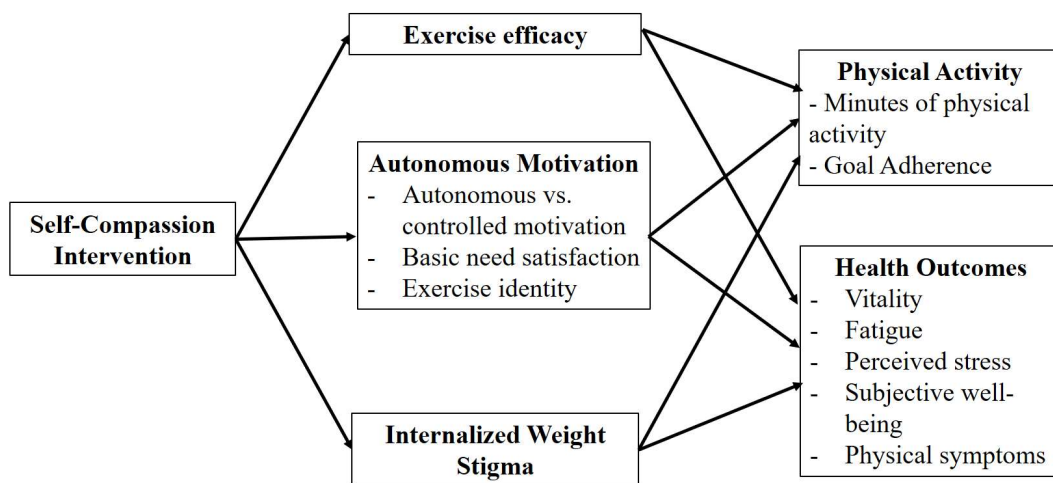 Exercise efficacy
Physical Activity
- Minutes of physical
activity
- Goal Adherence
Autonomous Motivation
- Autonomous vs.
controlled motivation
- Basic need satisfaction
- Exercise identity
Self-Compassion
Intervention
Health Outcomes
- Vitality
- Fatigue
- Perceived stress
- Subjective well-
being
- Physical symptoms
Internalized Weight
Stigma